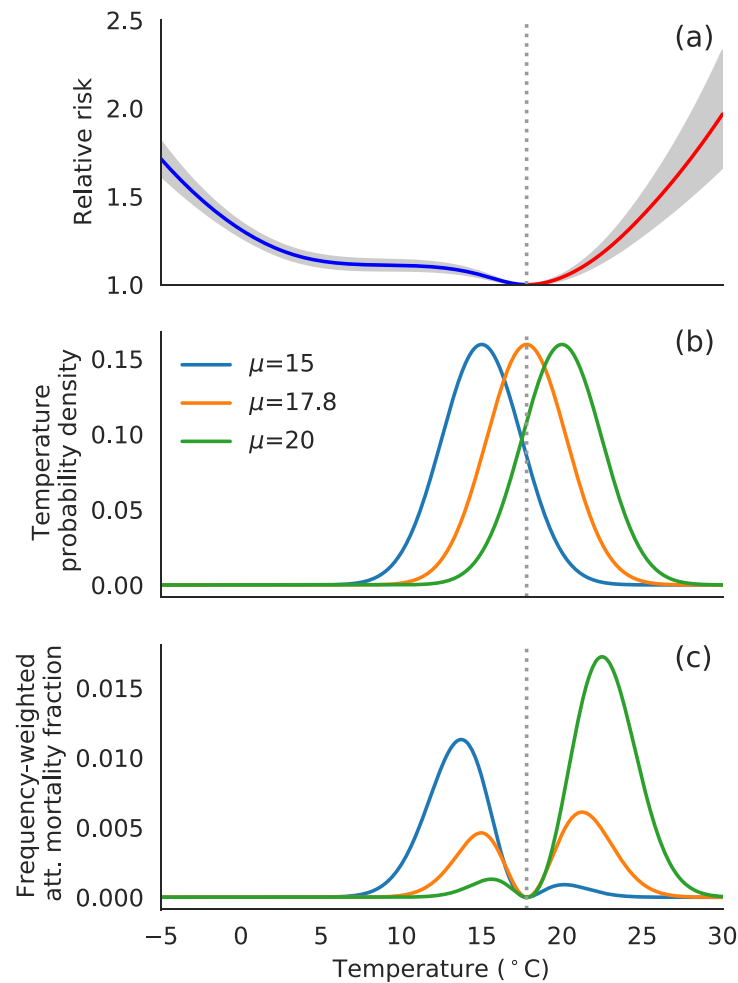 (a)
Relative risk
2.5
2.0
1.5
1.0
(b)
Temperature
probability density
0.15
0.10
0.05
0.00
μ=15
μ=17.8
μ=20
(c)
Frequency-weighted
att. mortality fraction
0.015
0.010
0.005
0.000
−5 0 5 10 15 20 25 30
Temperature (°C)